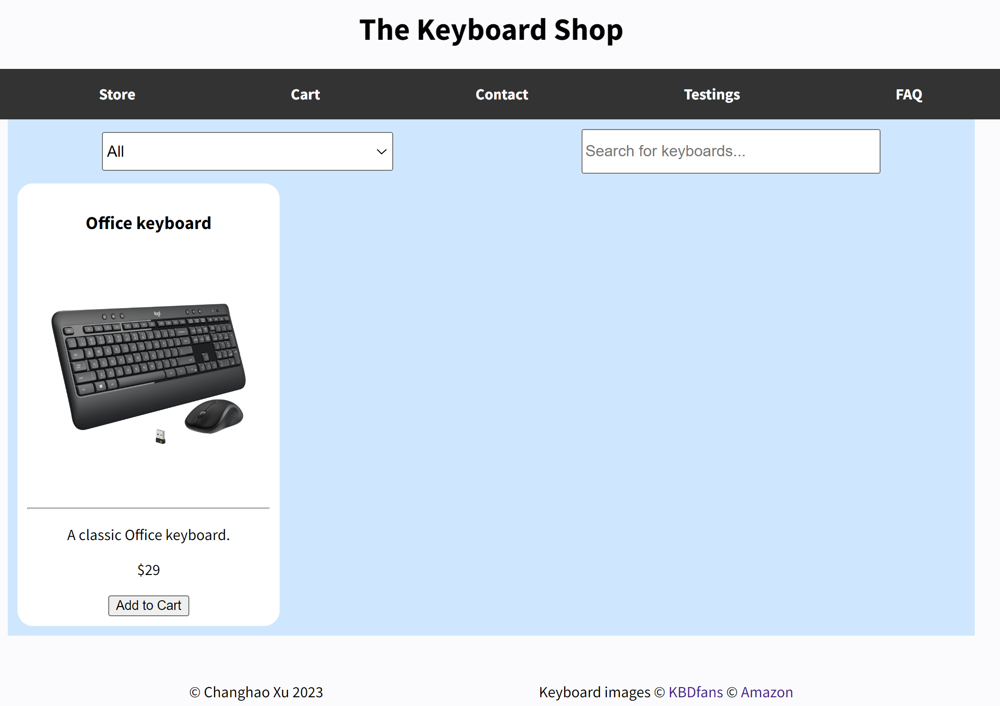 The Keyboard Shop
Store Cart Contact Testings FAQ
All
Search for keyboards...
Office keyboard
logi
A classic Office keyboard.
$29
Add to Cart
© Changhao Xu 2023 Keyboard images © KBDfans © Amazon